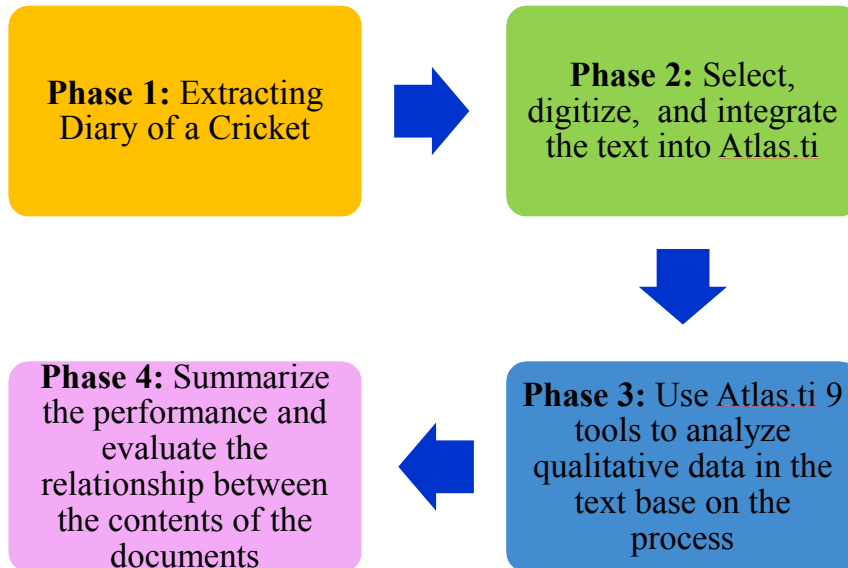 Phase 1: Extracting
Diary of a Cricket
Phase 2: Select,
digitize, and integrate
the text into Atlas.ti
Phase 3: Use Atlas.ti 9
tools to analyze
qualitative data in the
text base on the
process
Phase 4: Summarize
the performance and
evaluate the
relationship between
the contents of the
documents